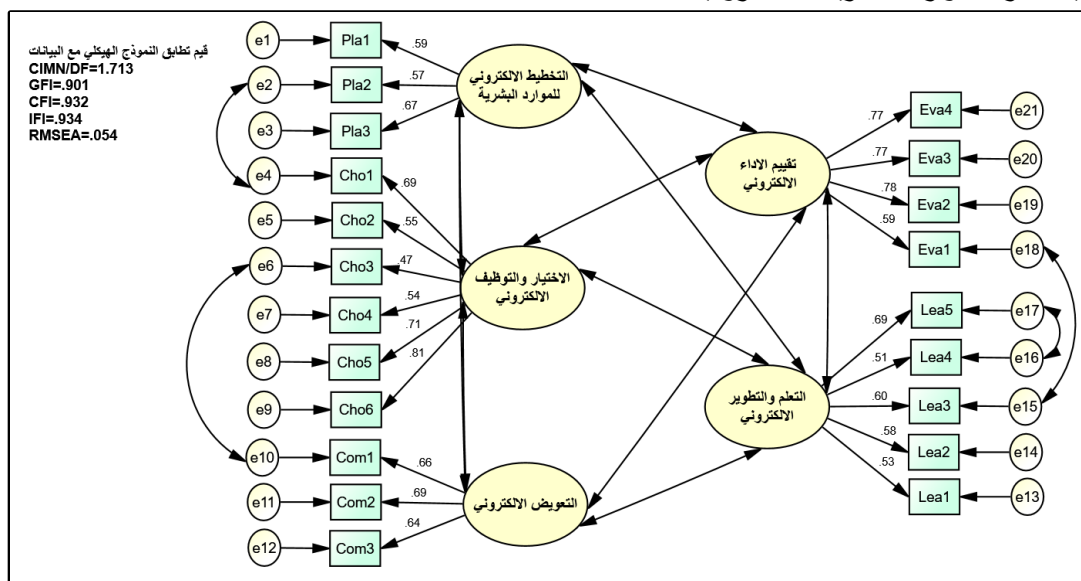 قيم تطابق النموذج الهيكلي مع البيانات
CIMN/DF=1.713
GFI=.901
CFI=.932
IFI=.934
RMSEA=.054
e1
Pla1
.59
e2
Pla2
.57
e3
Pla3
.67
التخطيط الالكتروني
للموارد البشرية
e4
Cho1
.69
e5
Cho2
.55
e6
Cho3
.47
e7
Cho4
.54
e8
Cho5
.71
e9
Cho6
.81
الاختيار والتوظيف
الالكتروني
e10
Com1
.66
e11
Com2
.69
e12
Com3
.64
التعويض الالكتروني
تقييم الاداء
الالكتروني
.77
Eva4
e21
.77
Eva3
e20
.78
Eva2
e19
.59
Eva1
e18
التعلم والتطوير
الالكتروني
.69
Lea5
e17
.51
Lea4
e16
.60
Lea3
e15
.58
Lea2
e14
.53
Lea1
e13